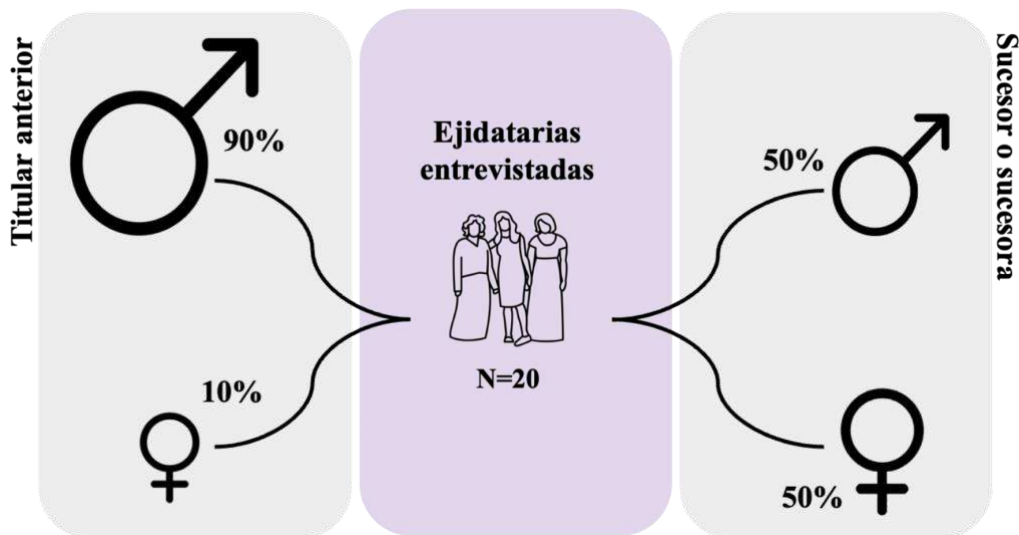 Titular anterior
90%
10%
Ejidatarias
entrevistadas
N=20
50%
50%
Sucesor o sucesora